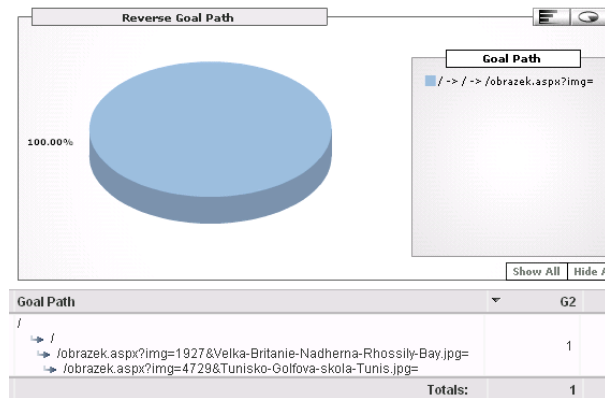 Reverse Goal Path
Goal Path
/ -> / -> /obrazek.aspx?img=
100.00%
Show All Hide
Goal Path G2
/
/
/obrazek.aspx?img=1927&Velka-Britanie-Nadherna-Rhossily-Bay.jpg=
/obrazek.aspx?img=4729&Tunisko-Golfova-skola-Tunis.jpg=
1
Totals: 1